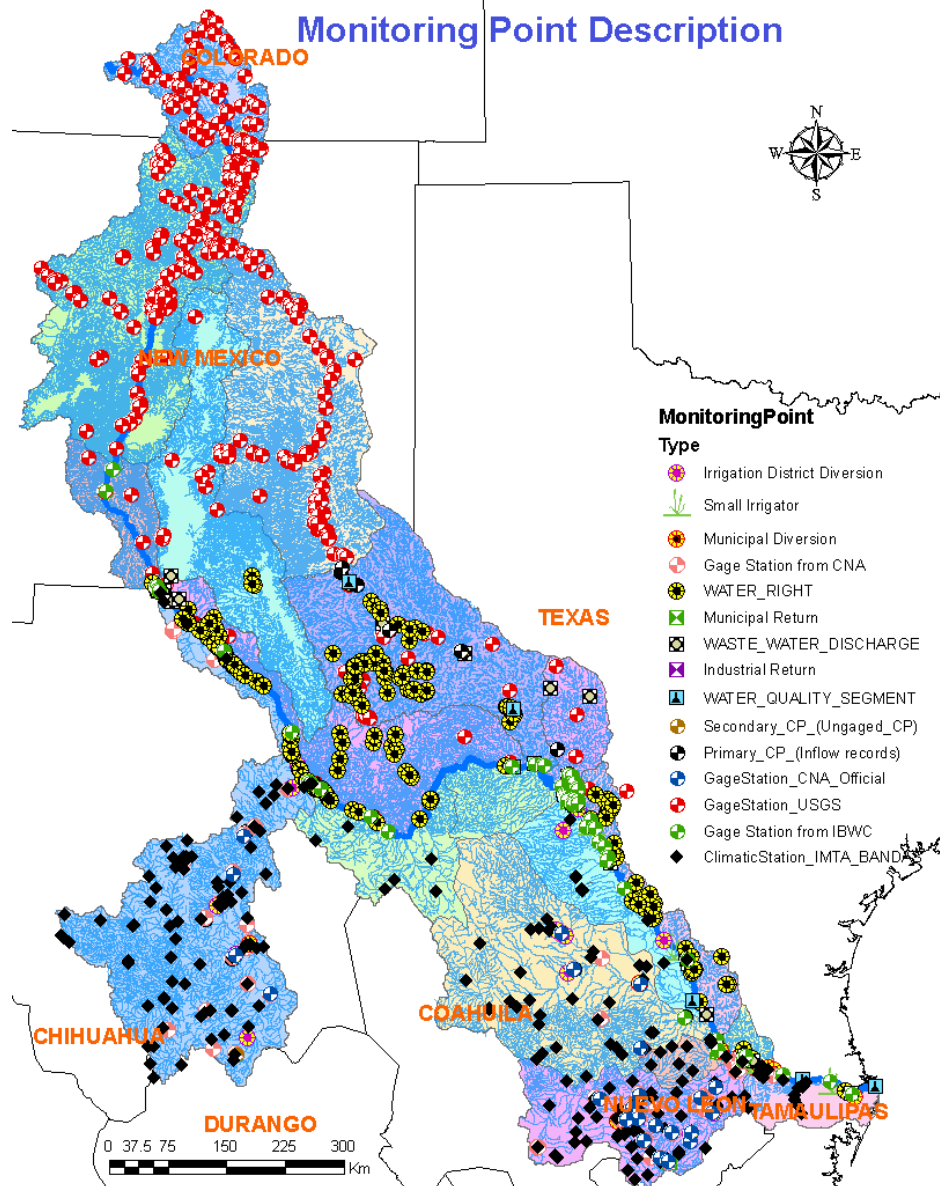 Monitoring Point Description
COLORADO
N
W E
S
NEW MEXICO
MonitoringPoint
Type
Irrigation District Diversion
Small Irrigator
Municipal Diversion
Gage Station from CNA
WATER_RIGHT
Municipal Return
WASTE_WATER_DISCHARGE
Industrial Return
WATER_QUALITY_SEGMENT
Secondary_CP_(Ungaged_CP)
Primary_CP_(Inflow records)
GageStation_CNA_Official
GageStation_USGS
Gage Station from IBWC
ClimaticStation_IMTA_BANDAS
TEXAS
COAHUILA
CHIHUAHUA
DURANGO
NUEVO LEON
TAMAULIPAS
0 37.5 75 150 225 300
Km